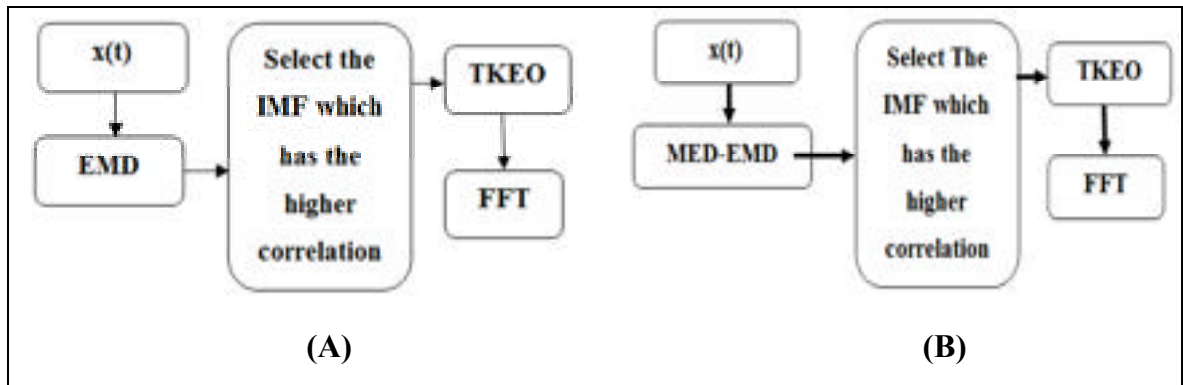 x(t)
EMD
Select the
IMF which
has the
higher
correlation
TKEO
FFT
(A)
x(t)
MED-EMD
Select The
IMF which
has the
higher
correlation
TKEO
FFT
(B)